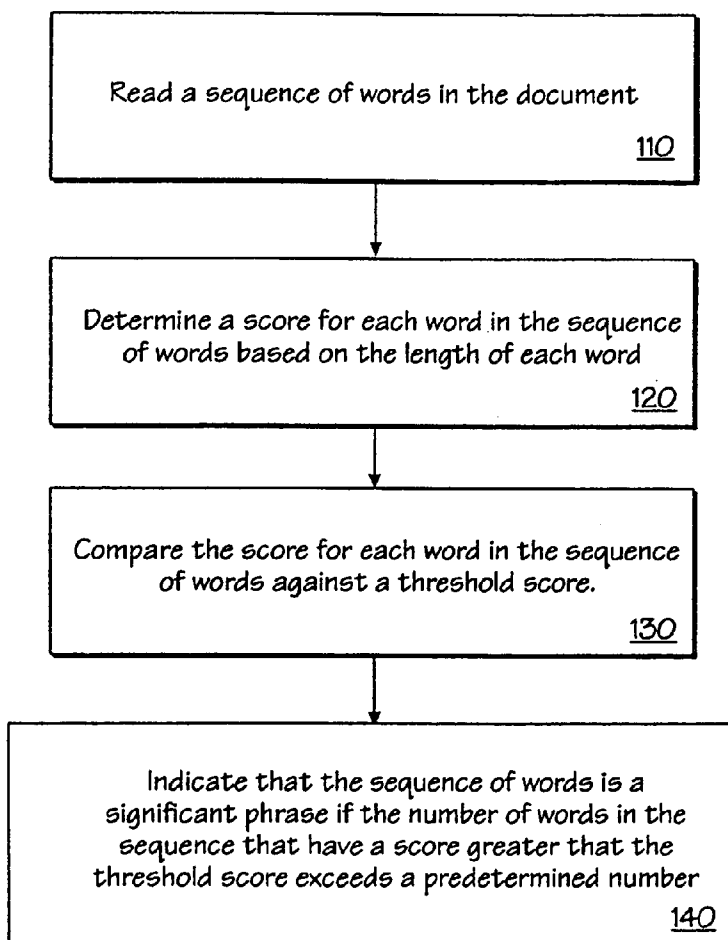 Read a sequence of words in the document
110
Determine a score for each word in the sequence
of words based on the length of each word
120
Compare the score for each word in the sequence
of words against a threshold score.
130
Indicate that the sequence of words is a
significant phrase if the number of words in the
sequence that have a score greater that the
threshold score exceeds a predetermined number
140